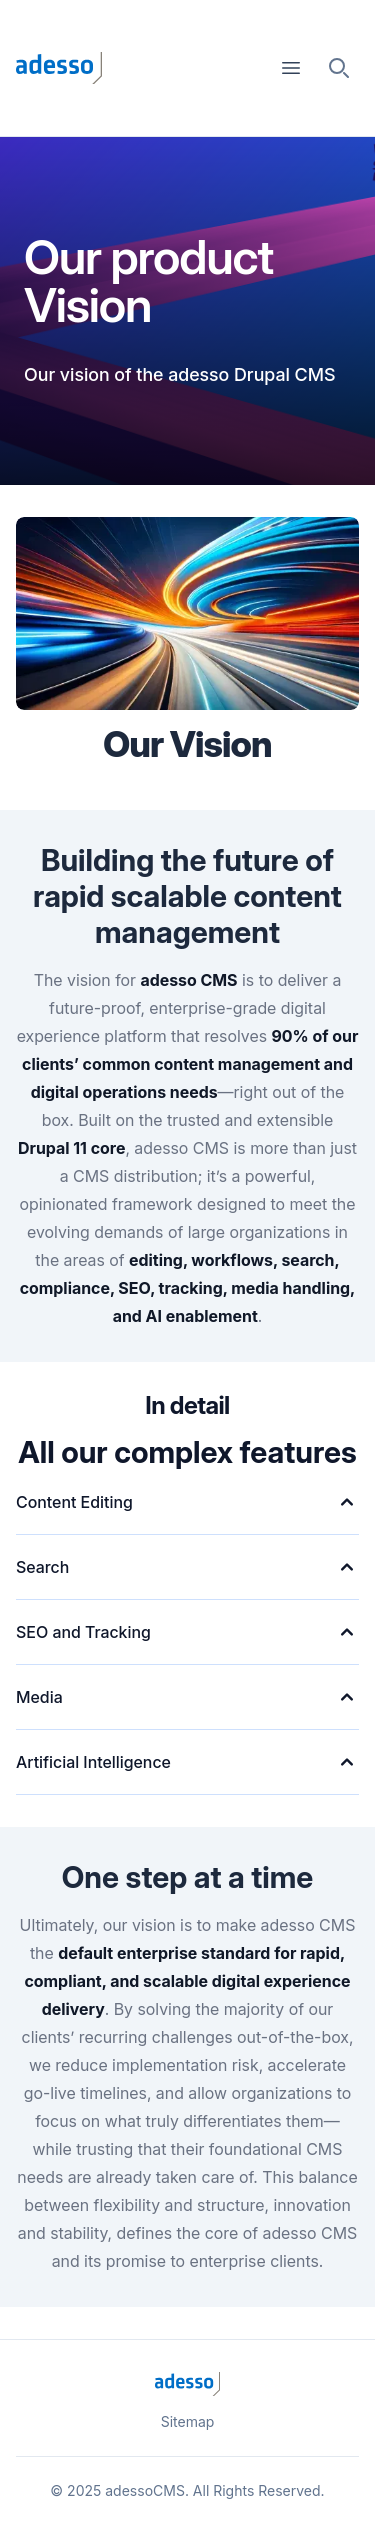 adesso
Our product
Vision
Our vision of the adesso Drupal CMS
Our Vision
Building the future of
rapid scalable content
management
The vision for adesso CMS is to deliver a
future-proof, enterprise-grade digital
experience platform that resolves 90% of our
clients’ common content management and
digital operations needs—right out of the
box. Built on the trusted and extensible
Drupal 11 core, adesso CMS is more than just
a CMS distribution; it’s a powerful,
opinionated framework designed to meet the
evolving demands of large organizations in
the areas of editing, workflows, search,
compliance, SEO, tracking, media handling,
and AI enablement.
In detail
All our complex features
Content Editing
Search
SEO and Tracking
Media
Artificial Intelligence
One step at a time
Ultimately, our vision is to make adesso CMS
the default enterprise standard for rapid,
compliant, and scalable digital experience
delivery. By solving the majority of our
clients’ recurring challenges out-of-the-box,
we reduce implementation risk, accelerate
go-live timelines, and allow organizations to
focus on what truly differentiates them—
while trusting that their foundational CMS
needs are already taken care of. This balance
between flexibility and structure, innovation
and stability, defines the core of adesso CMS
and its promise to enterprise clients.
adesso
Sitemap
© 2025 adessoCMS. All Rights Reserved.